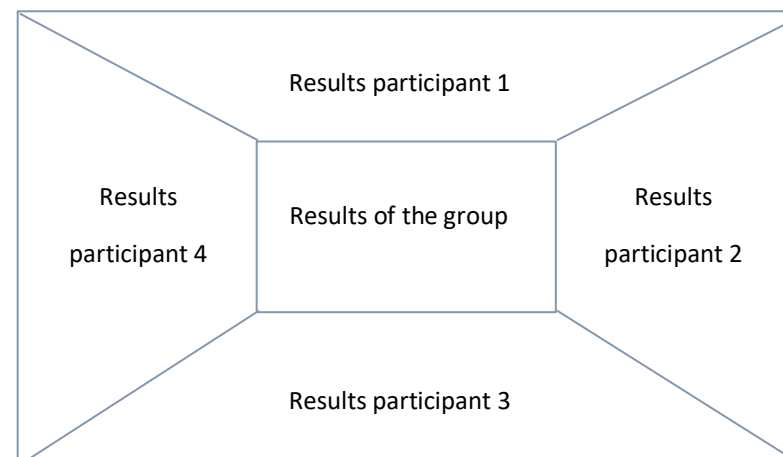 Results participant 1
Results
participant 4
Results of the group
Results
participant 2
Results participant 3